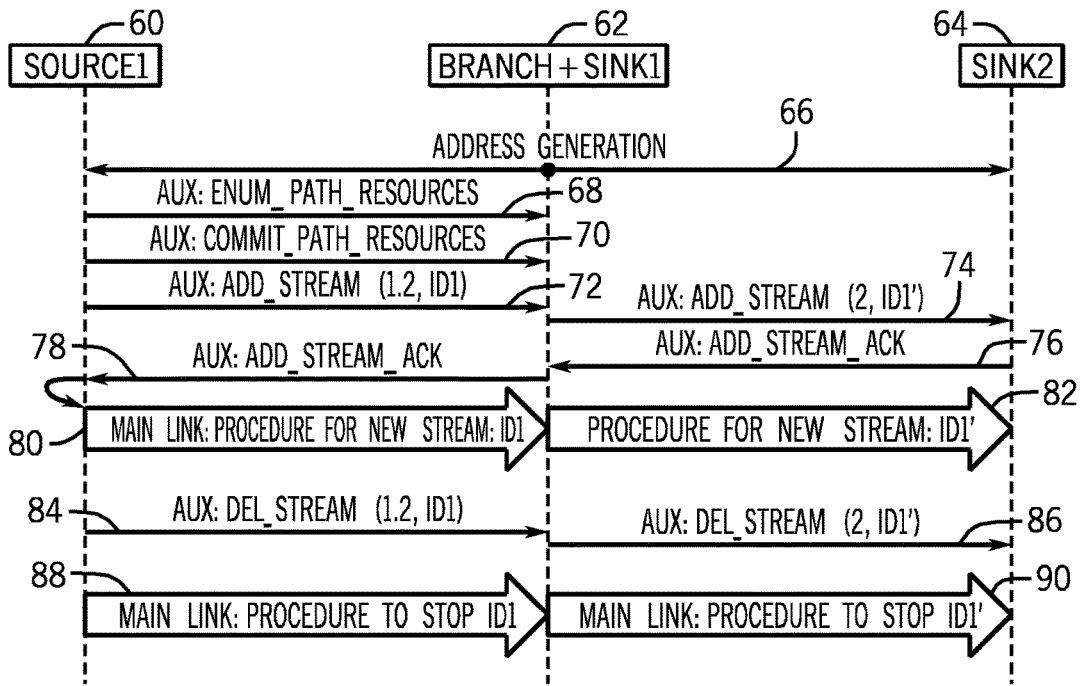 60
62
64
SOURCE1
BRANCH + SINK1
SINK2
66
ADDRESS GENERATION
AUX: ENUM_PATH_RESOURCES
68
AUX: COMMIT_PATH_RESOURCES
70
AUX: ADD_STREAM (1.2, ID1)
72
74
AUX: ADD_STREAM (2, ID1')
78
AUX: ADD_STREAM_ACK
AUX: ADD_STREAM_ACK
76
82
80
MAIN LINK: PROCEDURE FOR NEW STREAM: ID1
PROCEDURE FOR NEW STREAM: ID1'
84
AUX: DEL_STREAM (1.2, ID1)
AUX: DEL_STREAM (2, ID1')
86
88
90
MAIN LINK: PROCEDURE TO STOP ID1
MAIN LINK: PROCEDURE TO STOP ID1'